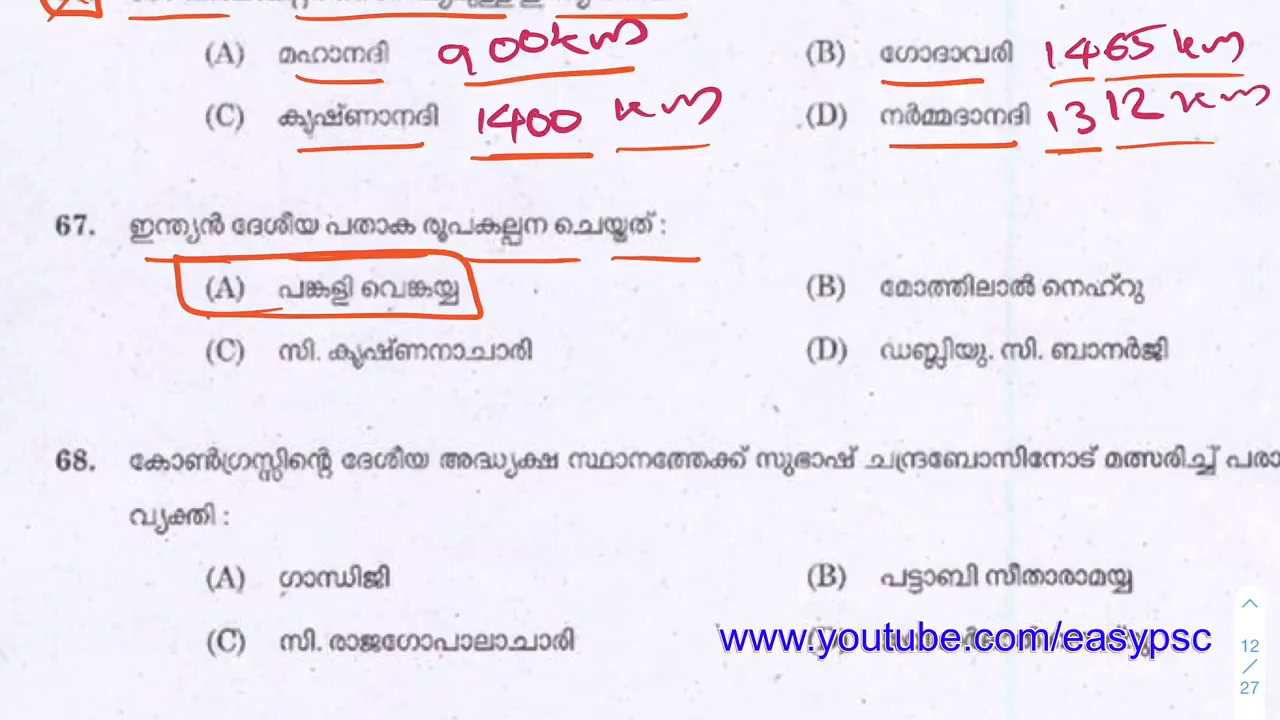 (A) മഹാനദി 900km (B) ഗോദാവരി 1465 km
(C) കൃഷ്ണാനദി 1400 km (D) നർമ്മദാനദി 1312 km
67. ഇന്ത്യൻ ദേശീയ പതാക രൂപകല്പന ചെയ്തത് :
(A) പങ്കളി വെങ്കയ്യ (B) മോത്തിലാൽ നെഹ്റു
(C) സി. കൃഷ്ണനാചാരി (D) ഡബ്ലിയു. സി. ബാനർജി
68. കോൺഗ്രസ്സിന്റെ ദേശീയ അദ്ധ്യക്ഷ സ്ഥാനത്തേക്ക് സുഭാഷ് ചന്ദ്രബോസിനോട് മത്സരിച്ച് പരാ
വ്യക്തി :
(A) ഗാന്ധിജി (B) പട്ടാബി സീതാരാമയ്യ
(C) സി. രാജഗോപാലാചാരി
www.youtube.com/easypsc
12
/
27